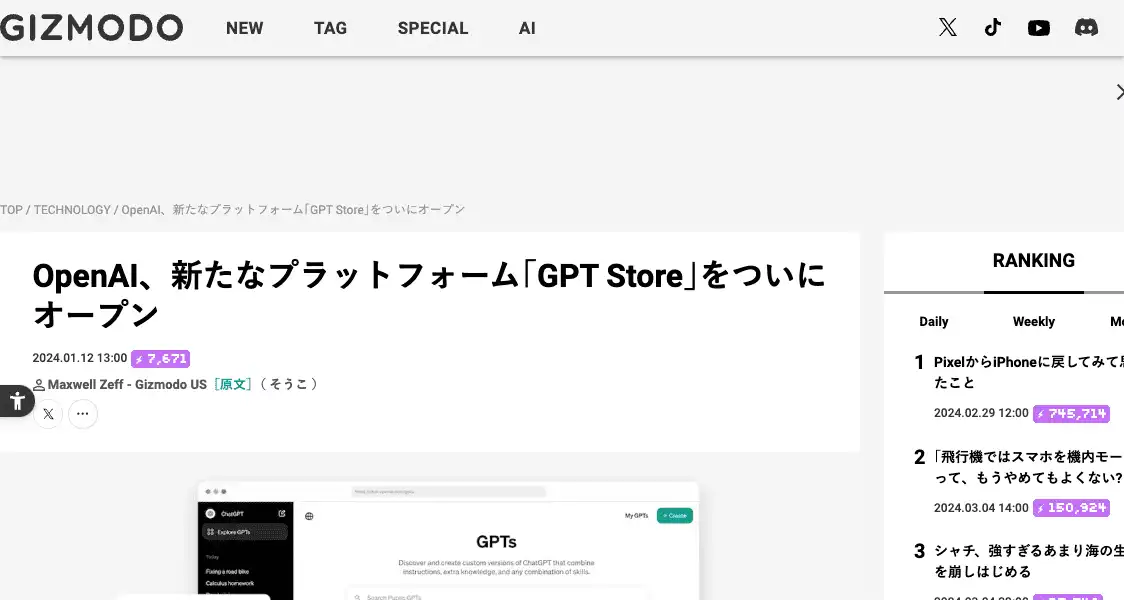 GIZMODO
NEW
TAG
SPECIAL
AI
TOP / TECHNOLOGY / OpenAI、新たなプラットフォーム｢GPT Store｣をついにオープン
OpenAI、新たなプラットフォーム｢GPT Store｣をついに
オープン
2024.01.12 13:00
7,671
Maxwell Zeff - Gizmodo US［原文］（ そうこ ）
ChatGPT
Explore GPTs
Today
Fixing a road bike
Calculus homework
My GPTs
+ Create
GPTs
Discover and create custom versions of ChatGPT that combine
instructions, extra knowledge, and any combination of skills.
Search Public GPTs
RANKING
Daily
Weekly
1
PixelからiPhoneに戻してみて
たこと
2024.02.29 12:00
745,714
2
｢飛行機ではスマホを機内モー
って、もうやめてもよくない?
2024.03.04 14:00
150,924
3
シャチ、強すぎるあまり海の生
を崩しはじめる